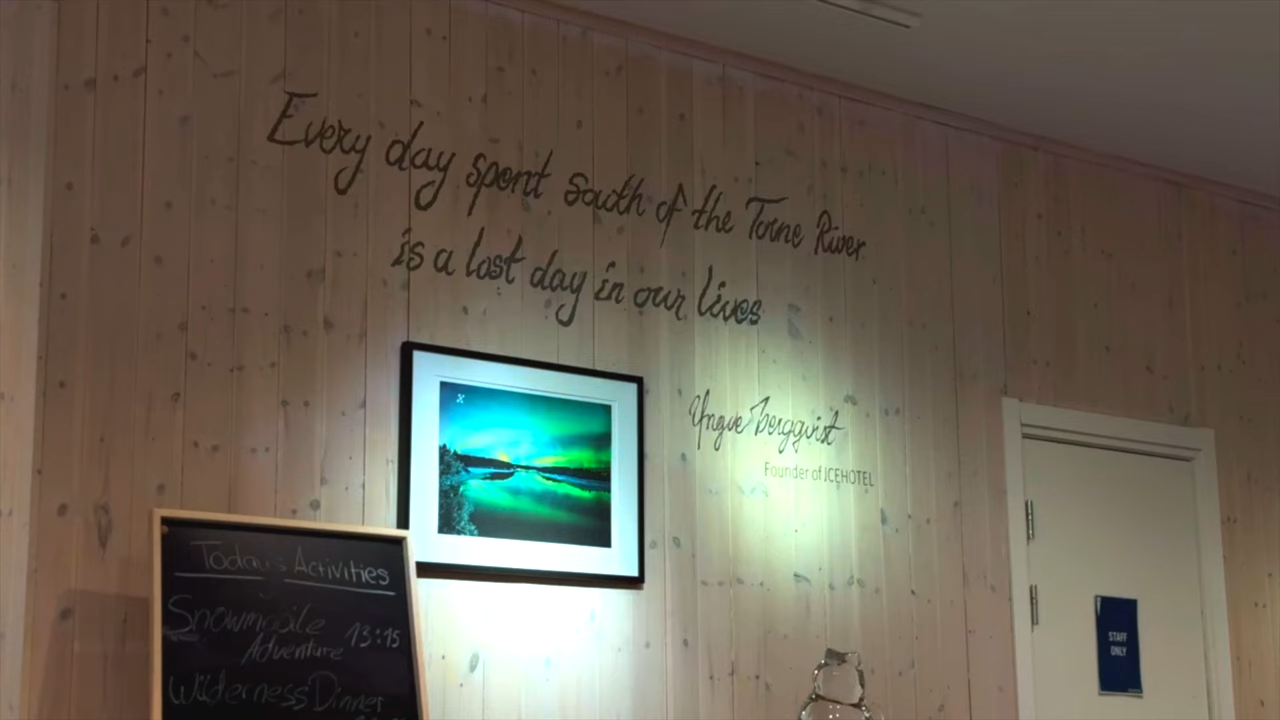 Every day spent south of the Torne River
is a lost day in our lives
Yngve Bergqvist
Founder of ICEHOTEL
Today's Activities
Snowmobile 13:15
Adventure
Wilderness Dinner
STAFF
ONLY